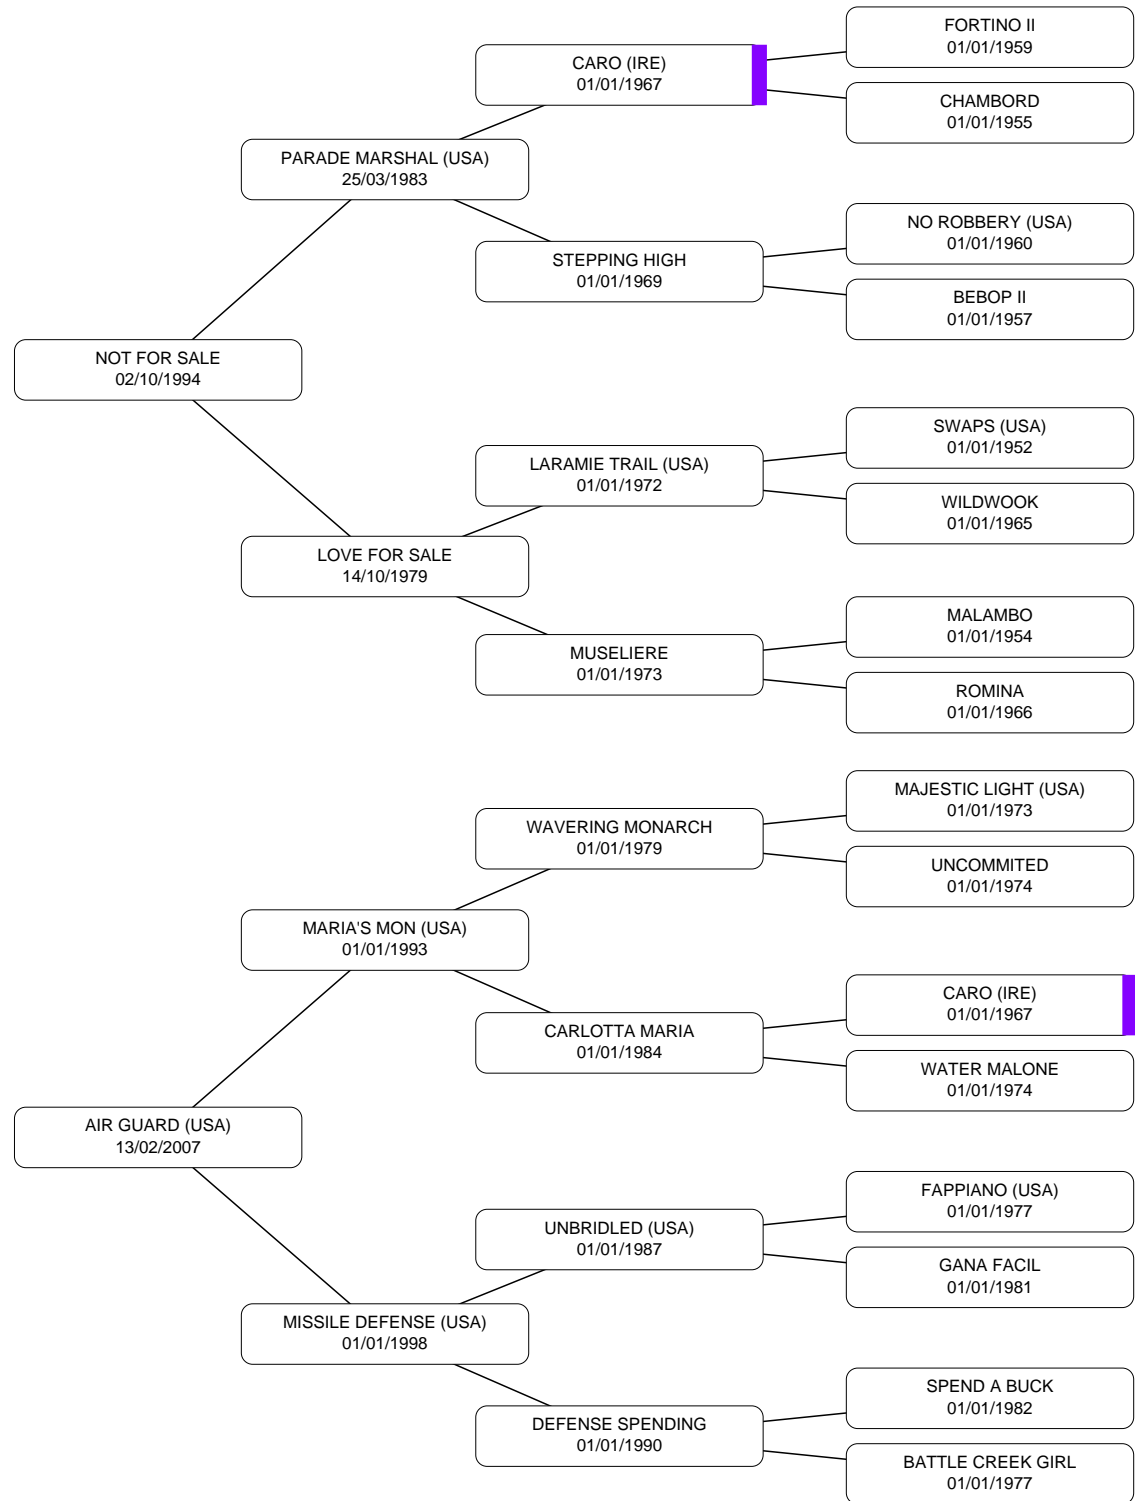 FORTINO II
01/01/1959
CARO (IRE)
01/01/1967
CHAMBORD
01/01/1955
PARADE MARSHAL (USA)
25/03/1983
NO ROBBERY (USA)
01/01/1960
STEPPING HIGH
01/01/1969
BEBOP II
01/01/1957
NOT FOR SALE
02/10/1994
SWAPS (USA)
01/01/1952
LARAMIE TRAIL (USA)
01/01/1972
WILDWOOK
01/01/1965
LOVE FOR SALE
14/10/1979
MALAMBO
01/01/1954
MUSELIERE
01/01/1973
ROMINA
01/01/1966
MAJESTIC LIGHT (USA)
01/01/1973
WAVERING MONARCH
01/01/1979
UNCOMMITED
01/01/1974
MARIA'S MON (USA)
01/01/1993
CARO (IRE)
01/01/1967
CARLOTTA MARIA
01/01/1984
WATER MALONE
01/01/1974
AIR GUARD (USA)
13/02/2007
FAPPIANO (USA)
01/01/1977
UNBRIDLED (USA)
01/01/1987
GANA FACIL
01/01/1981
MISSILE DEFENSE (USA)
01/01/1998
SPEND A BUCK
01/01/1982
DEFENSE SPENDING
01/01/1990
BATTLE CREEK GIRL
01/01/1977